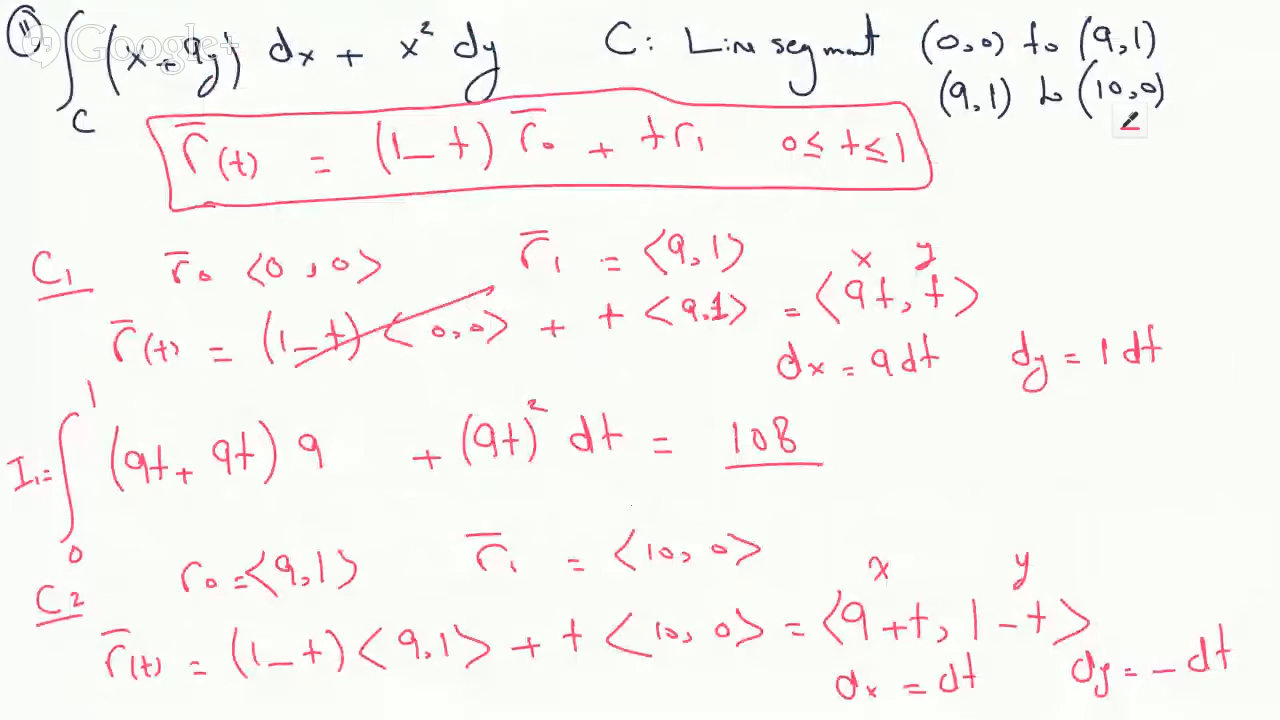 11 ∫_C (x + 9y) dx + x² dy C: Line segment (0,0) to (9,1)
(9,1) to (10,0)
Google+
r̄(t) = (1-t) r̄₀ + t r₁ 0 ≤ t ≤ 1
C₁ r̄₀ <0, 0> r̄₁ = <9, 1>
x y
r̄(t) = (1-t) <0,0> + t <9,1> = <9t, t>
dx = 9dt dy = 1 dt
I₁ = ∫₀¹ (9t + 9t) 9 + (9t)² dt = 108
C2 r₀ = <9,1> r̄₁ = <10, 0>
x y
r̄(t) = (1-t) <9,1> + t <10, 0> = <9+t, 1-t>
dx = dt dy = -dt